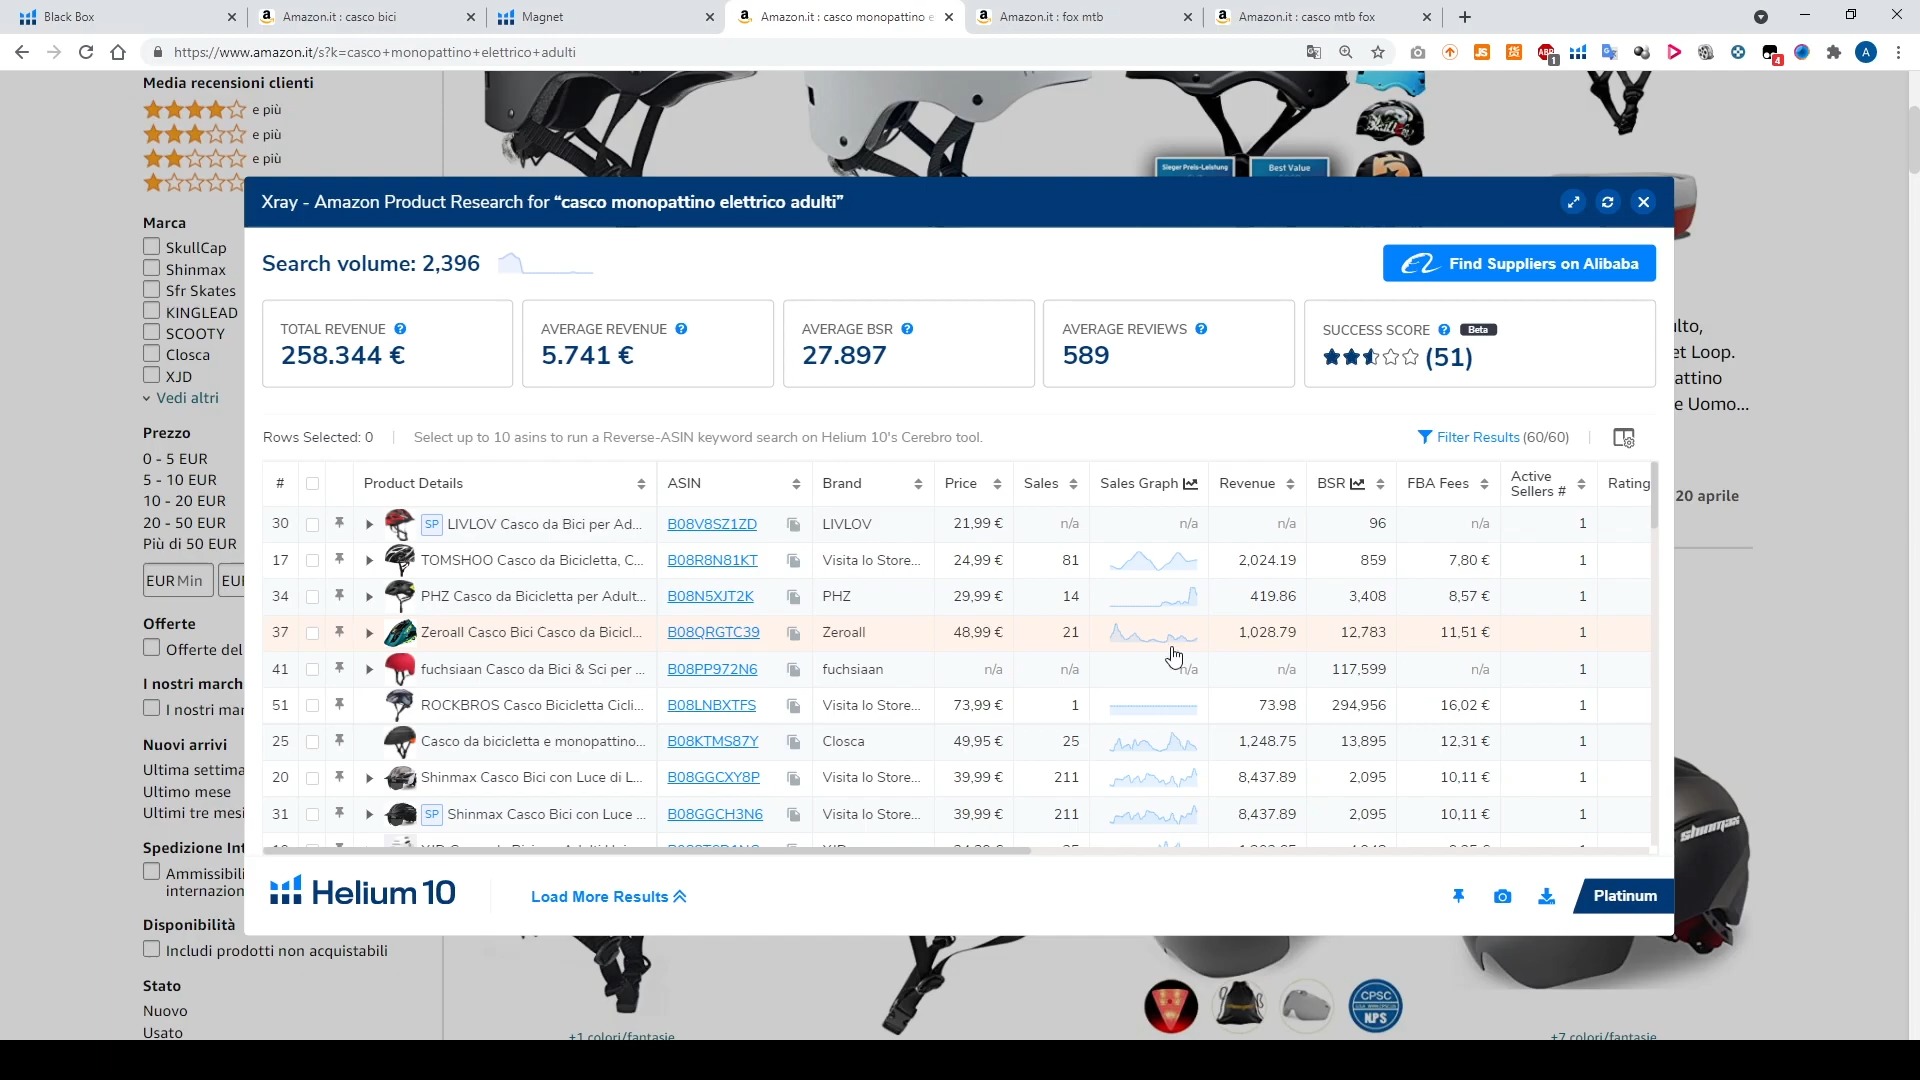 Black Box
Amazon.it : casco bici
Magnet
Amazon.it : casco monopattino e
Amazon.it : fox mtb
Amazon.it : casco mtb fox
https://www.amazon.it/s?k=casco+monopattino+elettrico+adulti
Media recensioni clienti
e più
e più
e più
Marca
SkullCap
Shinmax
Sfr Skates
KINGLEAD
SCOOTY
Closca
XJD
Vedi altri
Prezzo
0 - 5 EUR
5 - 10 EUR
10 - 20 EUR
20 - 50 EUR
Più di 50 EUR
EUR Min
EU
Offerte
Offerte del
I nostri march
I nostri mar
Nuovi arrivi
Ultima settima
Ultimo mese
Ultimi tre mesi
Spedizione Int
Ammissibili
internazion
Disponibilità
Includi prodotti non acquistabili
Stato
Nuovo
Usato
Sieger Preis-Leistung
Best Value
Xray - Amazon Product Research for “casco monopattino elettrico adulti”
Search volume: 2,396
Find Suppliers on Alibaba
TOTAL REVENUE
258.344 €
AVERAGE REVENUE
5.741 €
AVERAGE BSR
27.897
AVERAGE REVIEWS
589
SUCCESS SCORE Beta
(51)
Rows Selected: 0
Select up to 10 asins to run a Reverse-ASIN keyword search on Helium 10's Cerebro tool.
Filter Results (60/60)
# Product Details ASIN Brand Price Sales Sales Graph Revenue BSR FBA Fees Active Sellers # Rating
30 SP LIVLOV Casco da Bici per Ad... B08V8SZ1ZD LIVLOV 21,99 € n/a n/a n/a 96 n/a 1
17 TOMSHOO Casco da Bicicletta, C... B08R8N81KT Visita lo Store... 24,99 € 81 2,024.19 859 7,80 € 1
34 PHZ Casco da Bicicletta per Adult... B08N5XJT2K PHZ 29,99 € 14 419.86 3,408 8,57 € 1
37 Zeroall Casco Bici Casco da Bicicl... B08QRGTC39 Zeroall 48,99 € 21 1,028.79 12,783 11,51 € 1
41 fuchsiaan Casco da Bici & Sci per ... B08PP972N6 fuchsiaan n/a n/a n/a n/a 117,599 n/a 1
51 ROCKBROS Casco Bicicletta Cicli... B08LNBXTFS Visita lo Store... 73,99 € 1 73.98 294,956 16,02 € 1
25 Casco da bicicletta e monopattino... B08KTMS87Y Closca 49,95 € 25 1,248.75 13,895 12,31 € 1
20 Shinmax Casco Bici con Luce di L... B08GGCXY8P Visita lo Store... 39,99 € 211 8,437.89 2,095 10,11 € 1
31 SP Shinmax Casco Bici con Luce ... B08GGCH3N6 Visita lo Store... 39,99 € 211 8,437.89 2,095 10,11 € 1
Helium 10
Load More Results
Platinum
ulto,
et Loop.
attino
e Uomo...
20 aprile
shinmax
CPSC
NPS
+1 colori/fantasie
+7 colori/fantasie